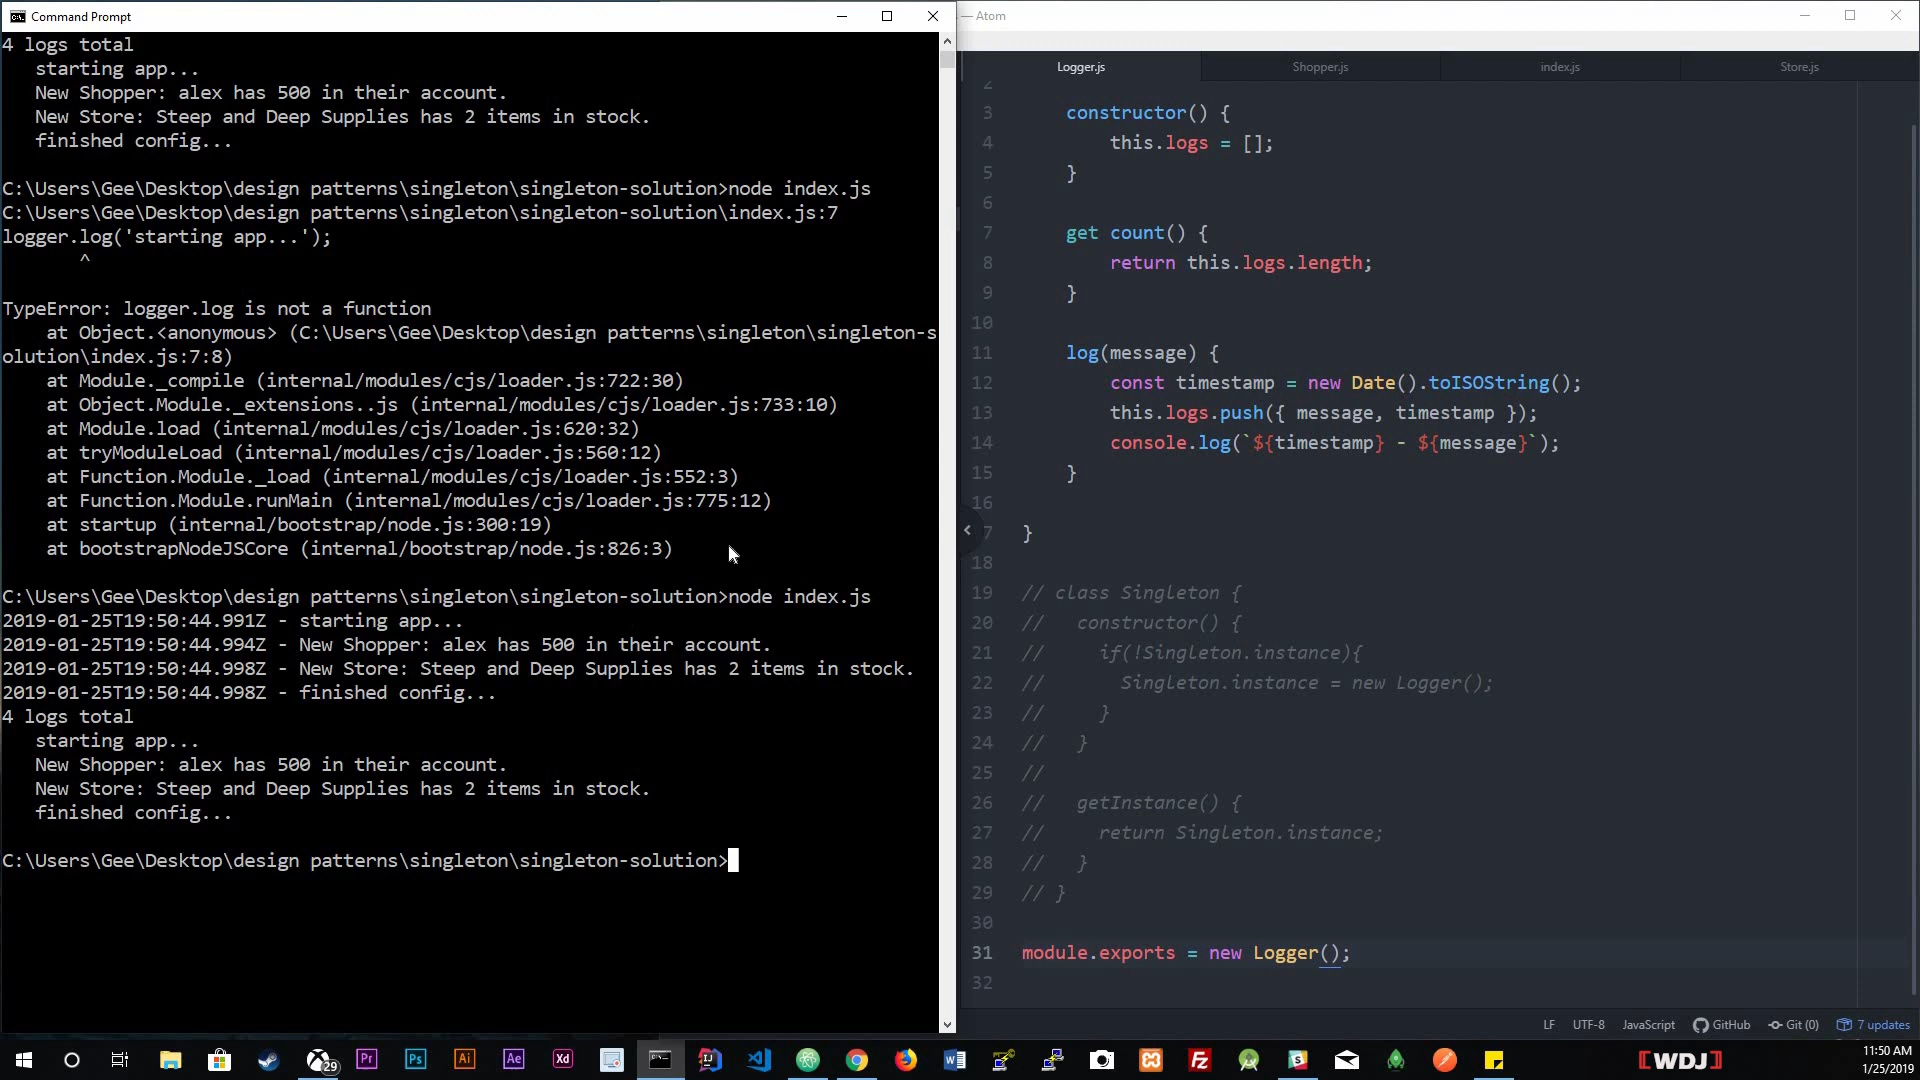 Command Prompt
4 logs total
starting app...
New Shopper: alex has 500 in their account.
New Store: Steep and Deep Supplies has 2 items in stock.
finished config...
C:\Users\Gee\Desktop\design patterns\singleton\singleton-solution>node index.js
C:\Users\Gee\Desktop\design patterns\singleton\singleton-solution\index.js:7
logger.log('starting app...');
^
TypeError: logger.log is not a function
at Object.<anonymous> (C:\Users\Gee\Desktop\design patterns\singleton\singleton-s
olution\index.js:7:8)
at Module._compile (internal/modules/cjs/loader.js:722:30)
at Object.Module._extensions..js (internal/modules/cjs/loader.js:733:10)
at Module.load (internal/modules/cjs/loader.js:620:32)
at tryModuleLoad (internal/modules/cjs/loader.js:560:12)
at Function.Module._load (internal/modules/cjs/loader.js:552:3)
at Function.Module.runMain (internal/modules/cjs/loader.js:775:12)
at startup (internal/bootstrap/node.js:300:19)
at bootstrapNodeJSCore (internal/bootstrap/node.js:826:3)
C:\Users\Gee\Desktop\design patterns\singleton\singleton-solution>node index.js
2019-01-25T19:50:44.991Z - starting app...
2019-01-25T19:50:44.994Z - New Shopper: alex has 500 in their account.
2019-01-25T19:50:44.998Z - New Store: Steep and Deep Supplies has 2 items in stock.
2019-01-25T19:50:44.998Z - finished config...
4 logs total
starting app...
New Shopper: alex has 500 in their account.
New Store: Steep and Deep Supplies has 2 items in stock.
finished config...
C:\Users\Gee\Desktop\design patterns\singleton\singleton-solution>
— Atom
Logger.js Shopper.js index.js Store.js
2
3 constructor() {
4 this.logs = [];
5 }
6
7 get count() {
8 return this.logs.length;
9 }
10
11 log(message) {
12 const timestamp = new Date().toISOString();
13 this.logs.push({ message, timestamp });
14 console.log(`${timestamp} - ${message}`);
15 }
16
7 }
18
19 // class Singleton {
20 // constructor() {
21 // if(!Singleton.instance){
22 // Singleton.instance = new Logger();
23 // }
24 // }
25 //
26 // getInstance() {
27 // return Singleton.instance;
28 // }
29 // }
30
31 module.exports = new Logger();
32
LF UTF-8 JavaScript GitHub Git (0) 7 updates
29 Pr Ps Ai Ae Xd W Fz [WDJ] 11:50 AM
1/25/2019